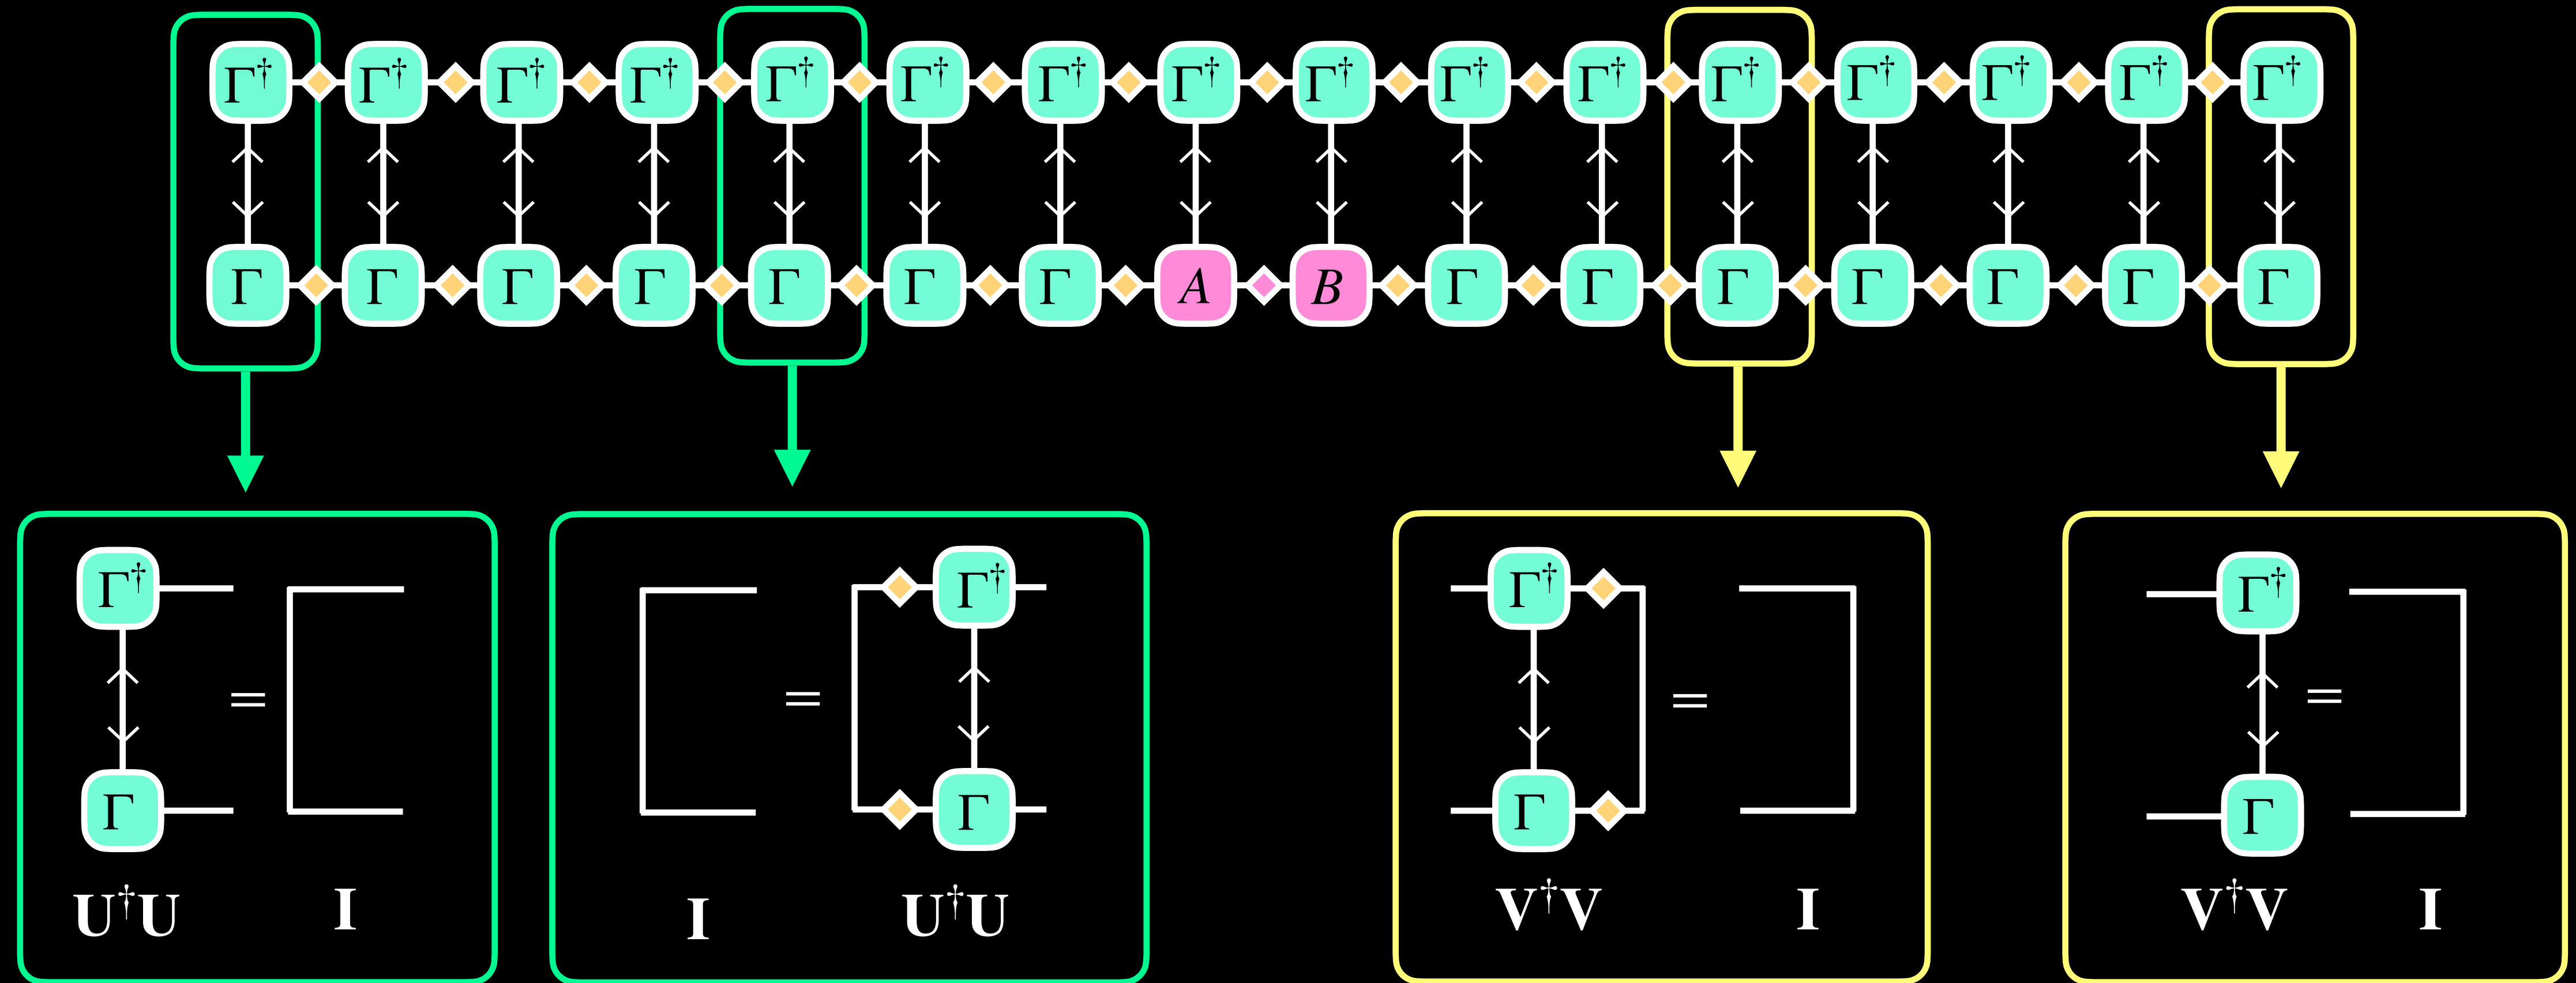 Γ† Γ† Γ† Γ† Γ† Γ† Γ† Γ† Γ† Γ† Γ† Γ† Γ† Γ† Γ† Γ†
Γ Γ Γ Γ Γ Γ Γ A B Γ Γ Γ Γ Γ Γ Γ
Γ† Γ† Γ† Γ†
= = = =
Γ Γ Γ Γ
U†U I I U†U V†V I V†V I